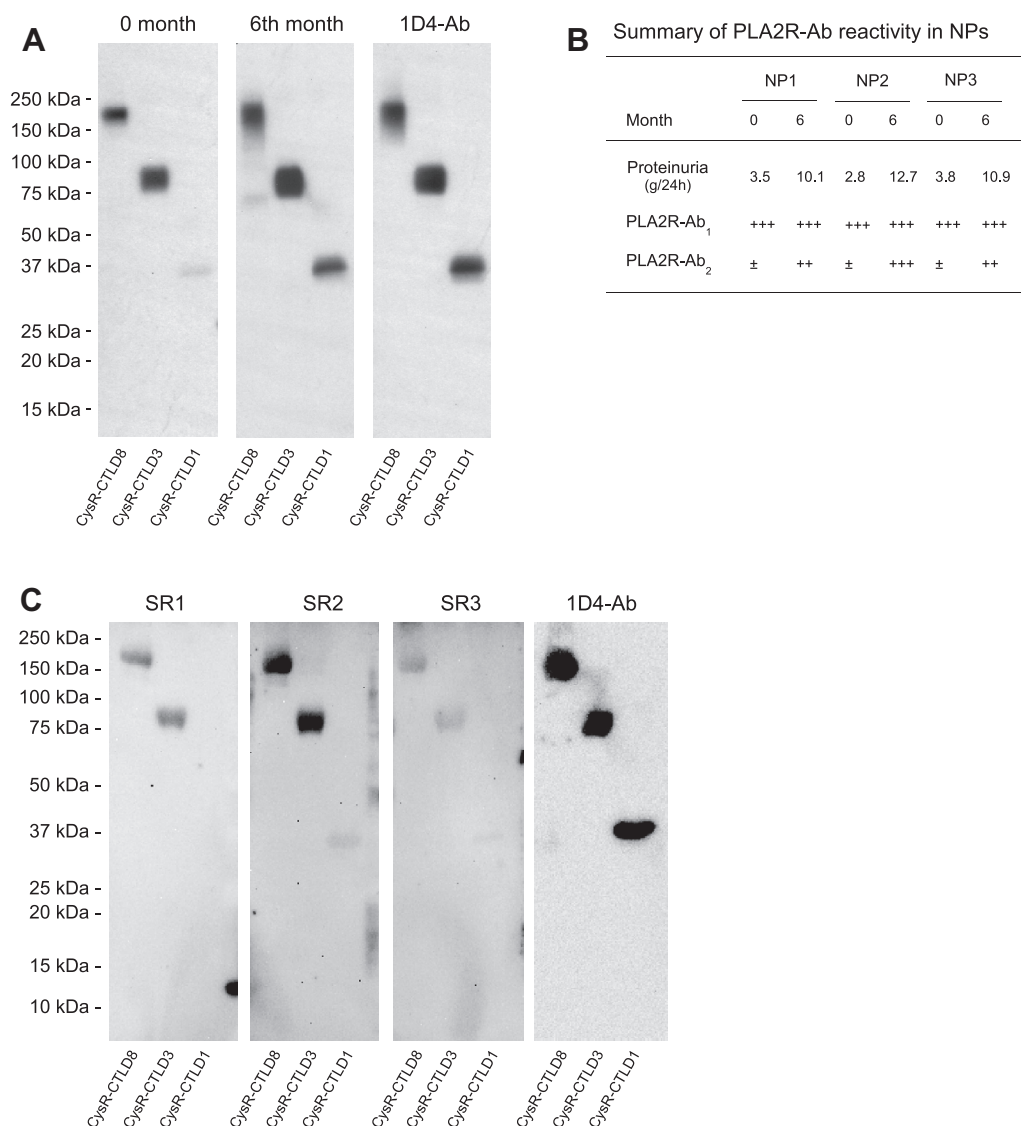 A
0 month
6th month
1D4-Ab
250 kDa -
150 kDa -
100 kDa -
75 kDa -
50 kDa -
37 kDa -
25 kDa -
20 kDa -
15 kDa -
CysR-CTLD8
CysR-CTLD3
CysR-CTLD1
CysR-CTLD8
CysR-CTLD3
CysR-CTLD1
CysR-CTLD8
CysR-CTLD3
CysR-CTLD1
B
Summary of PLA2R-Ab reactivity in NPs
NP1 NP2 NP3
Month 0 6 0 6 0 6
Proteinuria
(g/24h) 3.5 10.1 2.8 12.7 3.8 10.9
PLA2R-Ab1 +++ +++ +++ +++ +++ +++
PLA2R-Ab2 ± ++ ± +++ ± ++
C
SR1
SR2
SR3
1D4-Ab
250 kDa -
150 kDa -
100 kDa -
75 kDa -
50 kDa -
37 kDa -
25 kDa -
20 kDa -
15 kDa -
10 kDa -
CysR-CTLD8
CysR-CTLD3
CysR-CTLD1
CysR-CTLD8
CysR-CTLD3
CysR-CTLD1
CysR-CTLD8
CysR-CTLD3
CysR-CTLD1
CysR-CTLD8
CysR-CTLD3
CysR-CTLD1